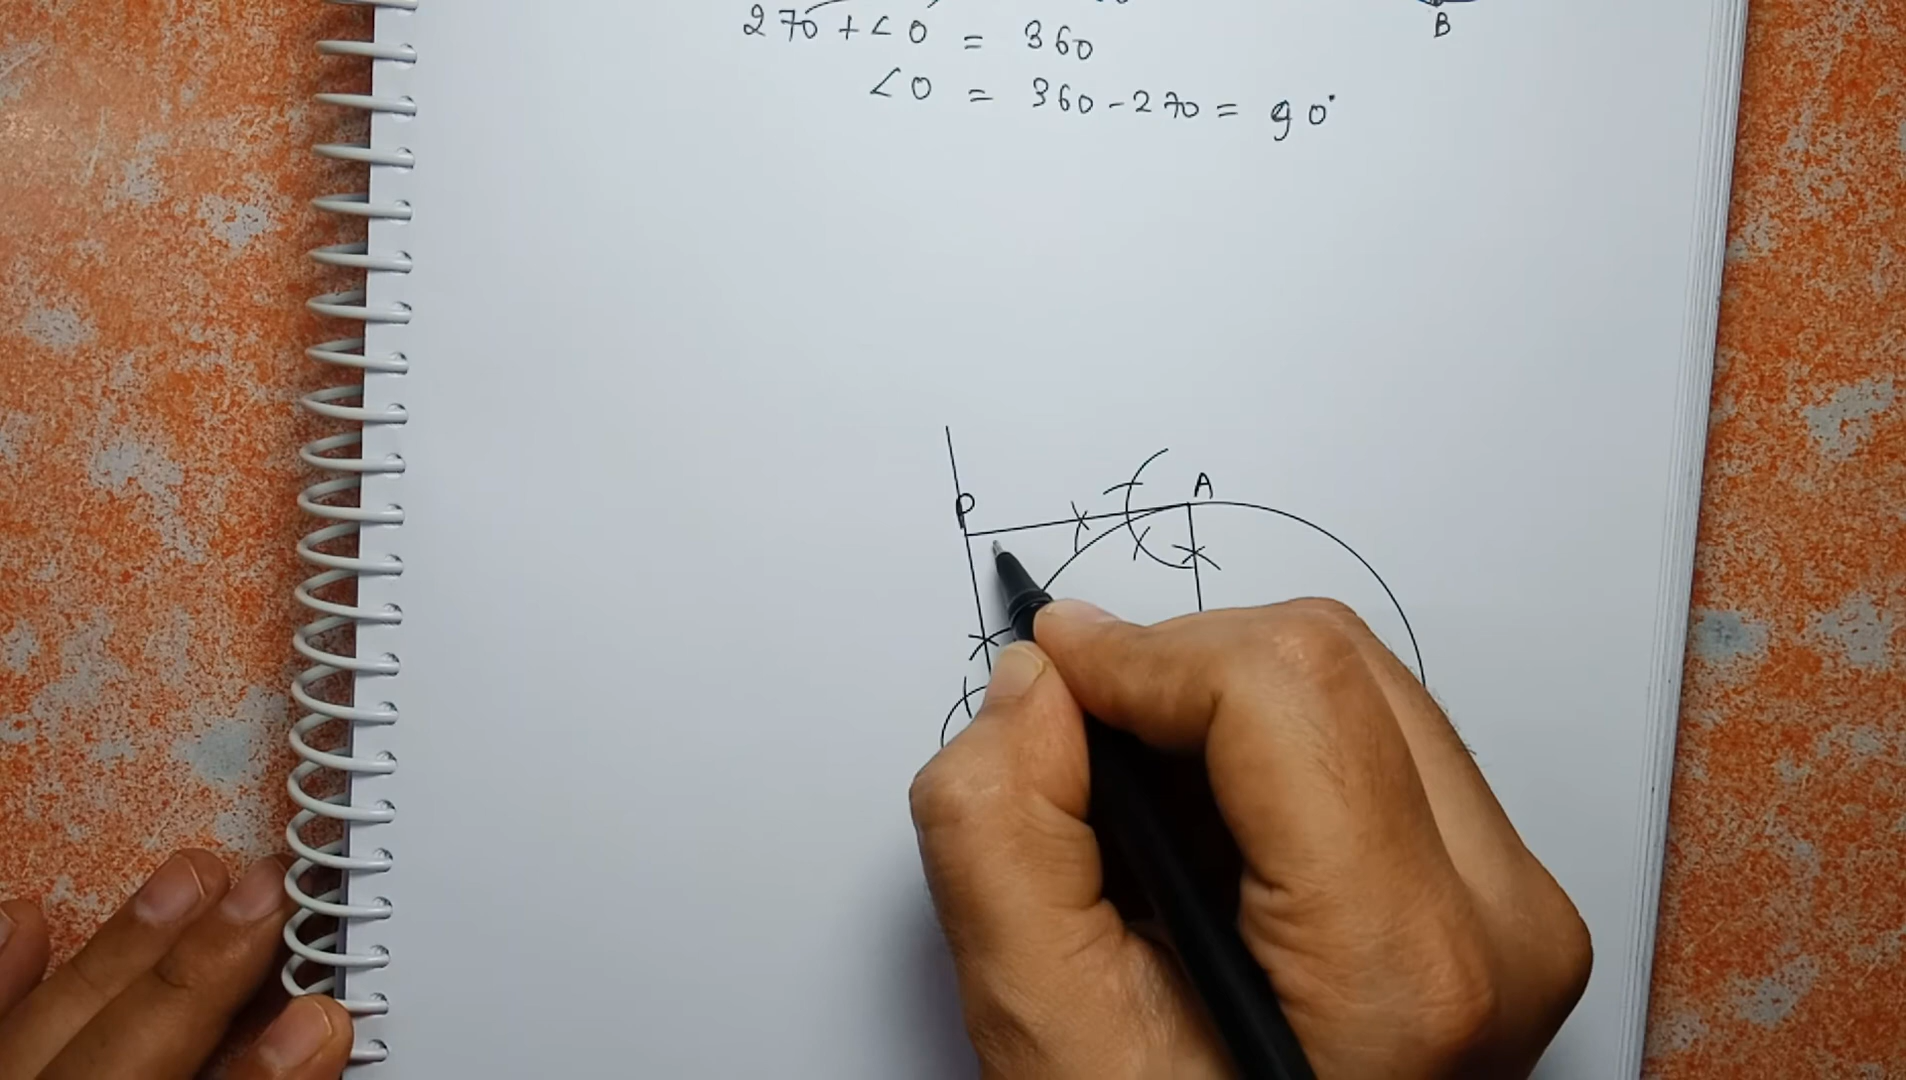 270 + ∠O = 360
B
∠O = 360 - 270 = 90°
A
P